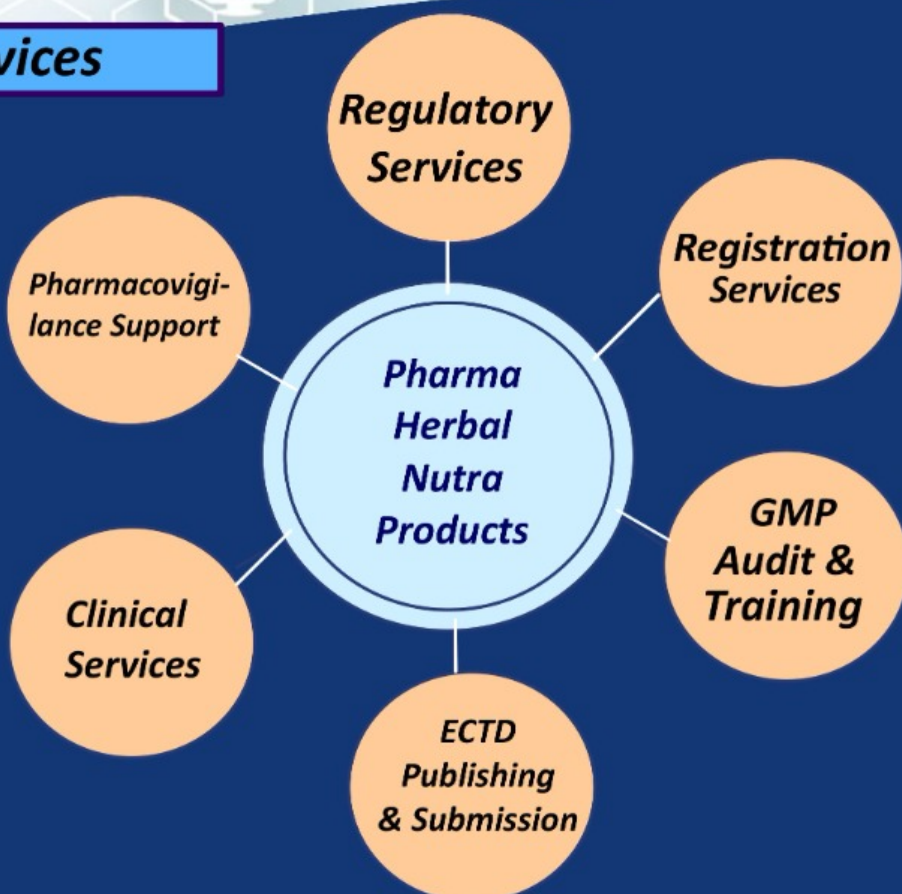 vices
Regulatory
Services
Registration
Services
GMP
Audit &
Training
ECTD
Publishing
& Submission
Clinical
Services
Pharmacovigi-
lance Support
Pharma
Herbal
Nutra
Products